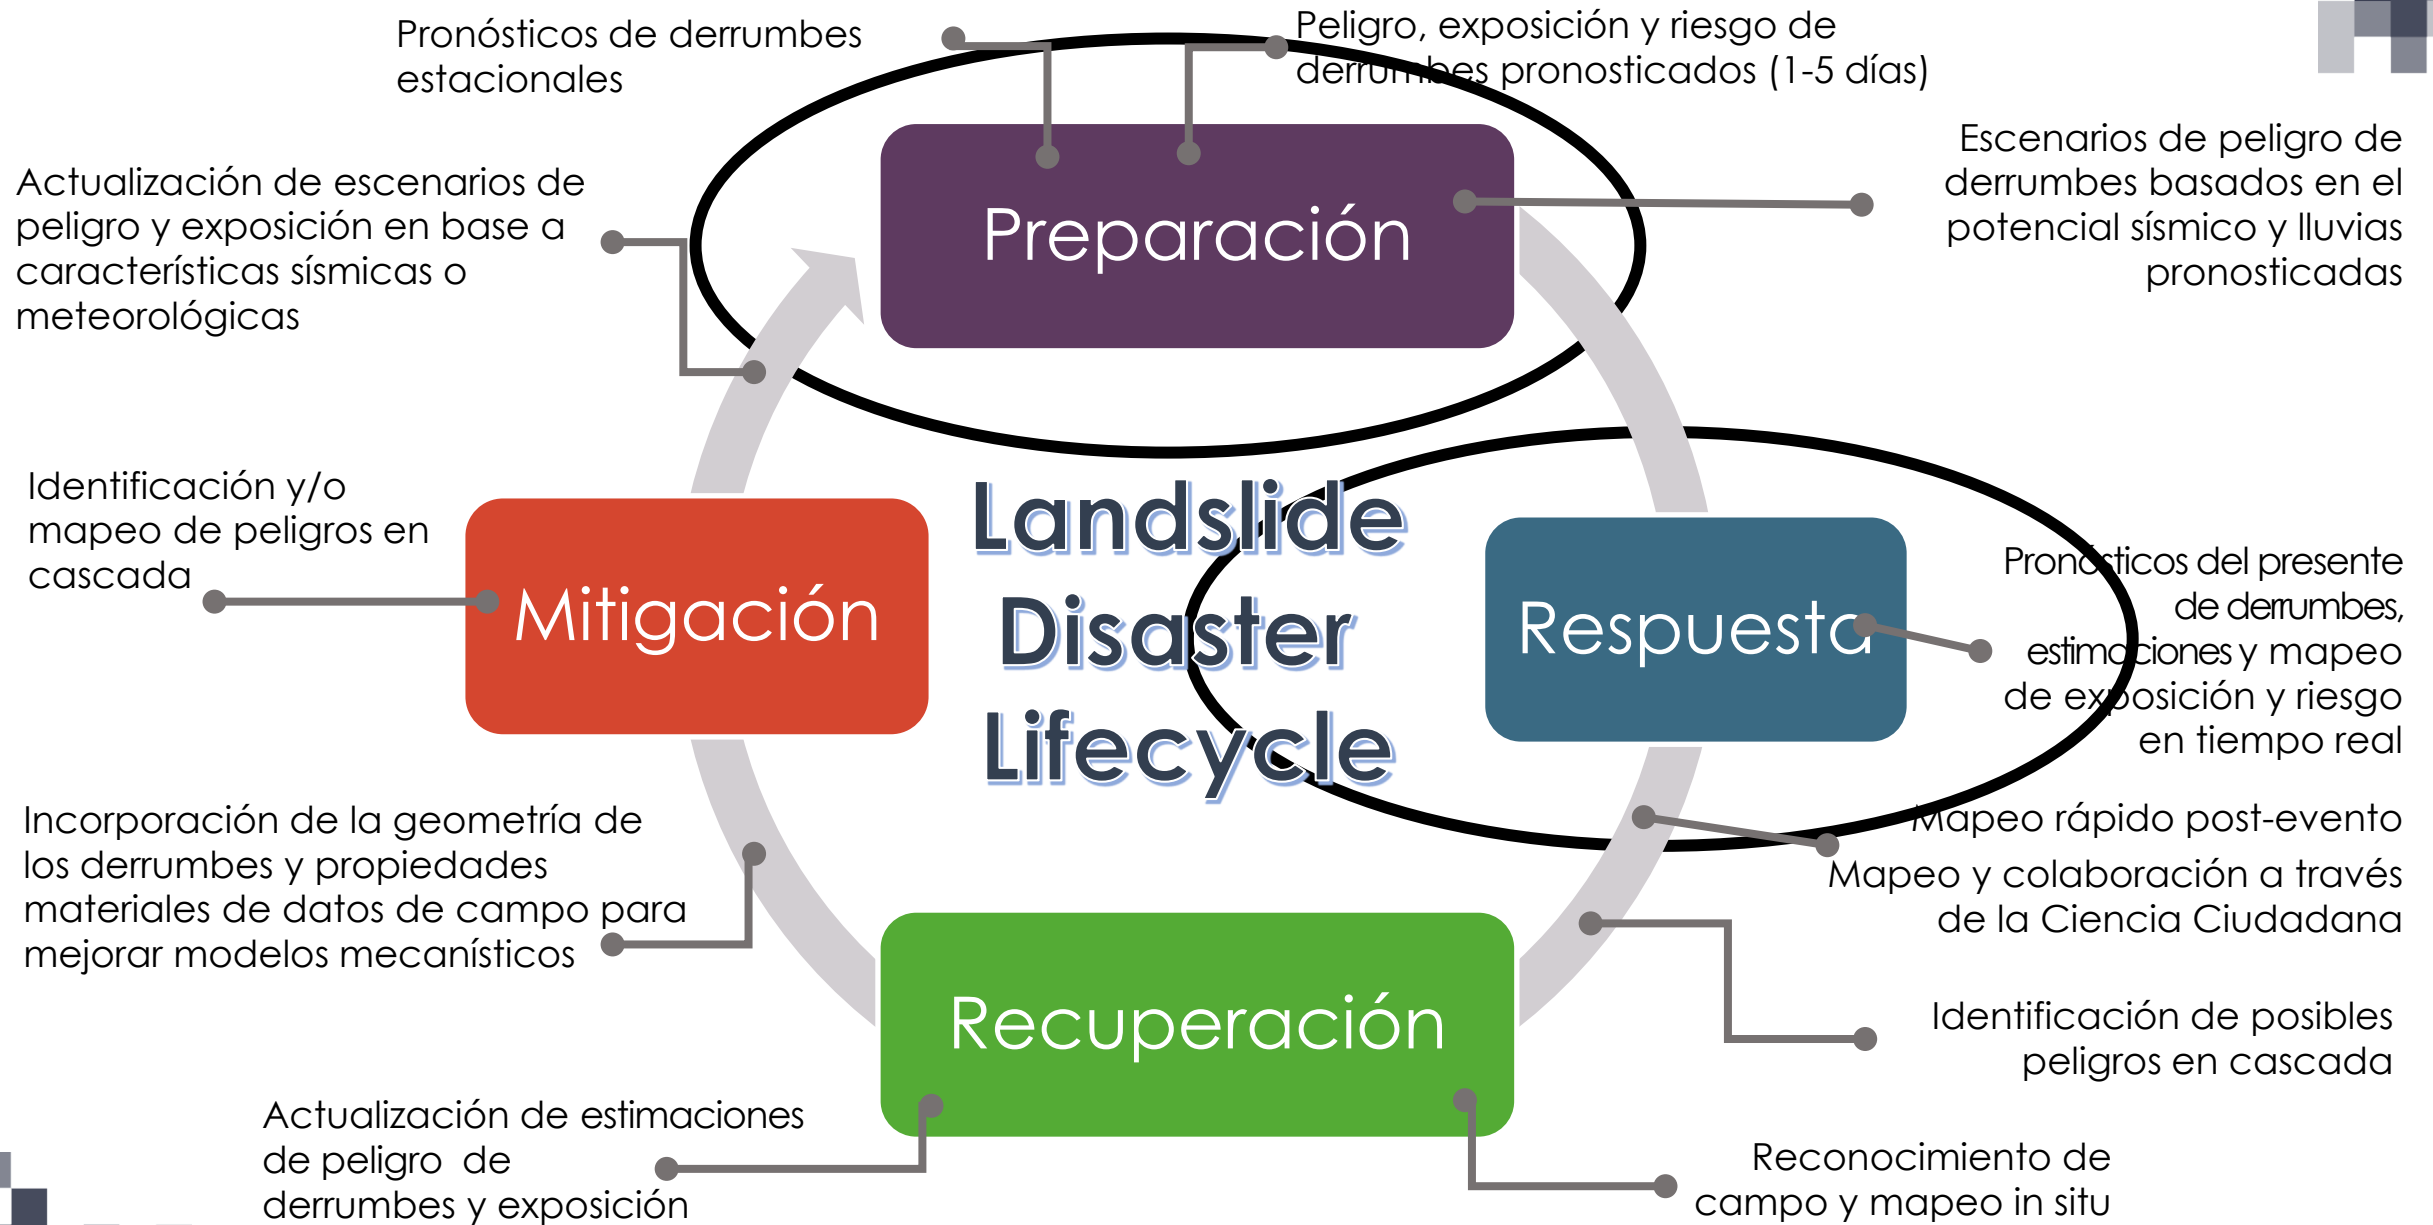 Pronósticos de derrumbes
estacionales
Peligro, exposición y riesgo de
derrumbes pronosticados (1-5 días)
Escenarios de peligro de
derrumbes basados en el
potencial sísmico y lluvias
pronosticadas
Actualización de escenarios de
peligro y exposición en base a
características sísmicas o
meteorológicas
Preparación
Identificación y/o
mapeo de peligros en
cascada
Mitigación
Landslide
Disaster
Lifecycle
Respuesta
Pronósticos del presente
de derrumbes,
estimaciones y mapeo
de exposición y riesgo
en tiempo real
Mapeo rápido post-evento
Mapeo y colaboración a través
de la Ciencia Ciudadana
Incorporación de la geometría de
los derrumbes y propiedades
materiales de datos de campo para
mejorar modelos mecanísticos
Recuperación
Identificación de posibles
peligros en cascada
Actualización de estimaciones
de peligro de
derrumbes y exposición
Reconocimiento de
campo y mapeo in situ